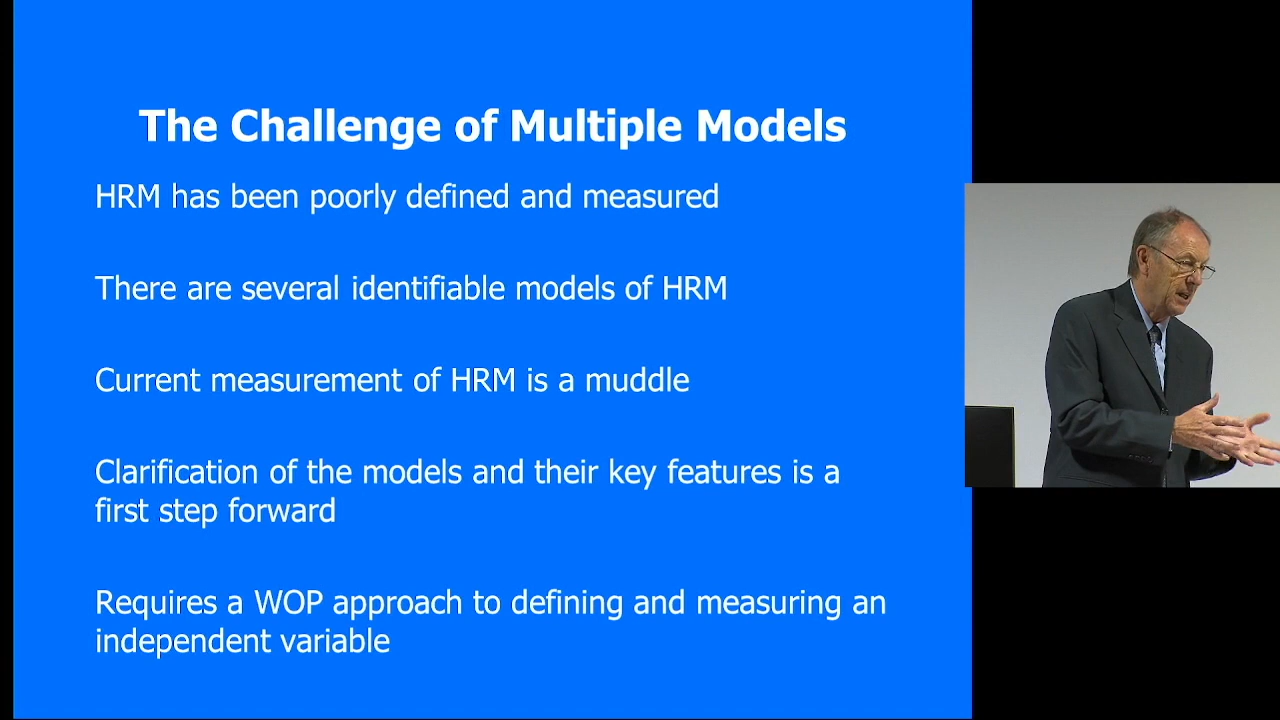 The Challenge of Multiple Models
HRM has been poorly defined and measured
There are several identifiable models of HRM
Current measurement of HRM is a muddle
Clarification of the models and their key features is a
first step forward
Requires a WOP approach to defining and measuring an
independent variable